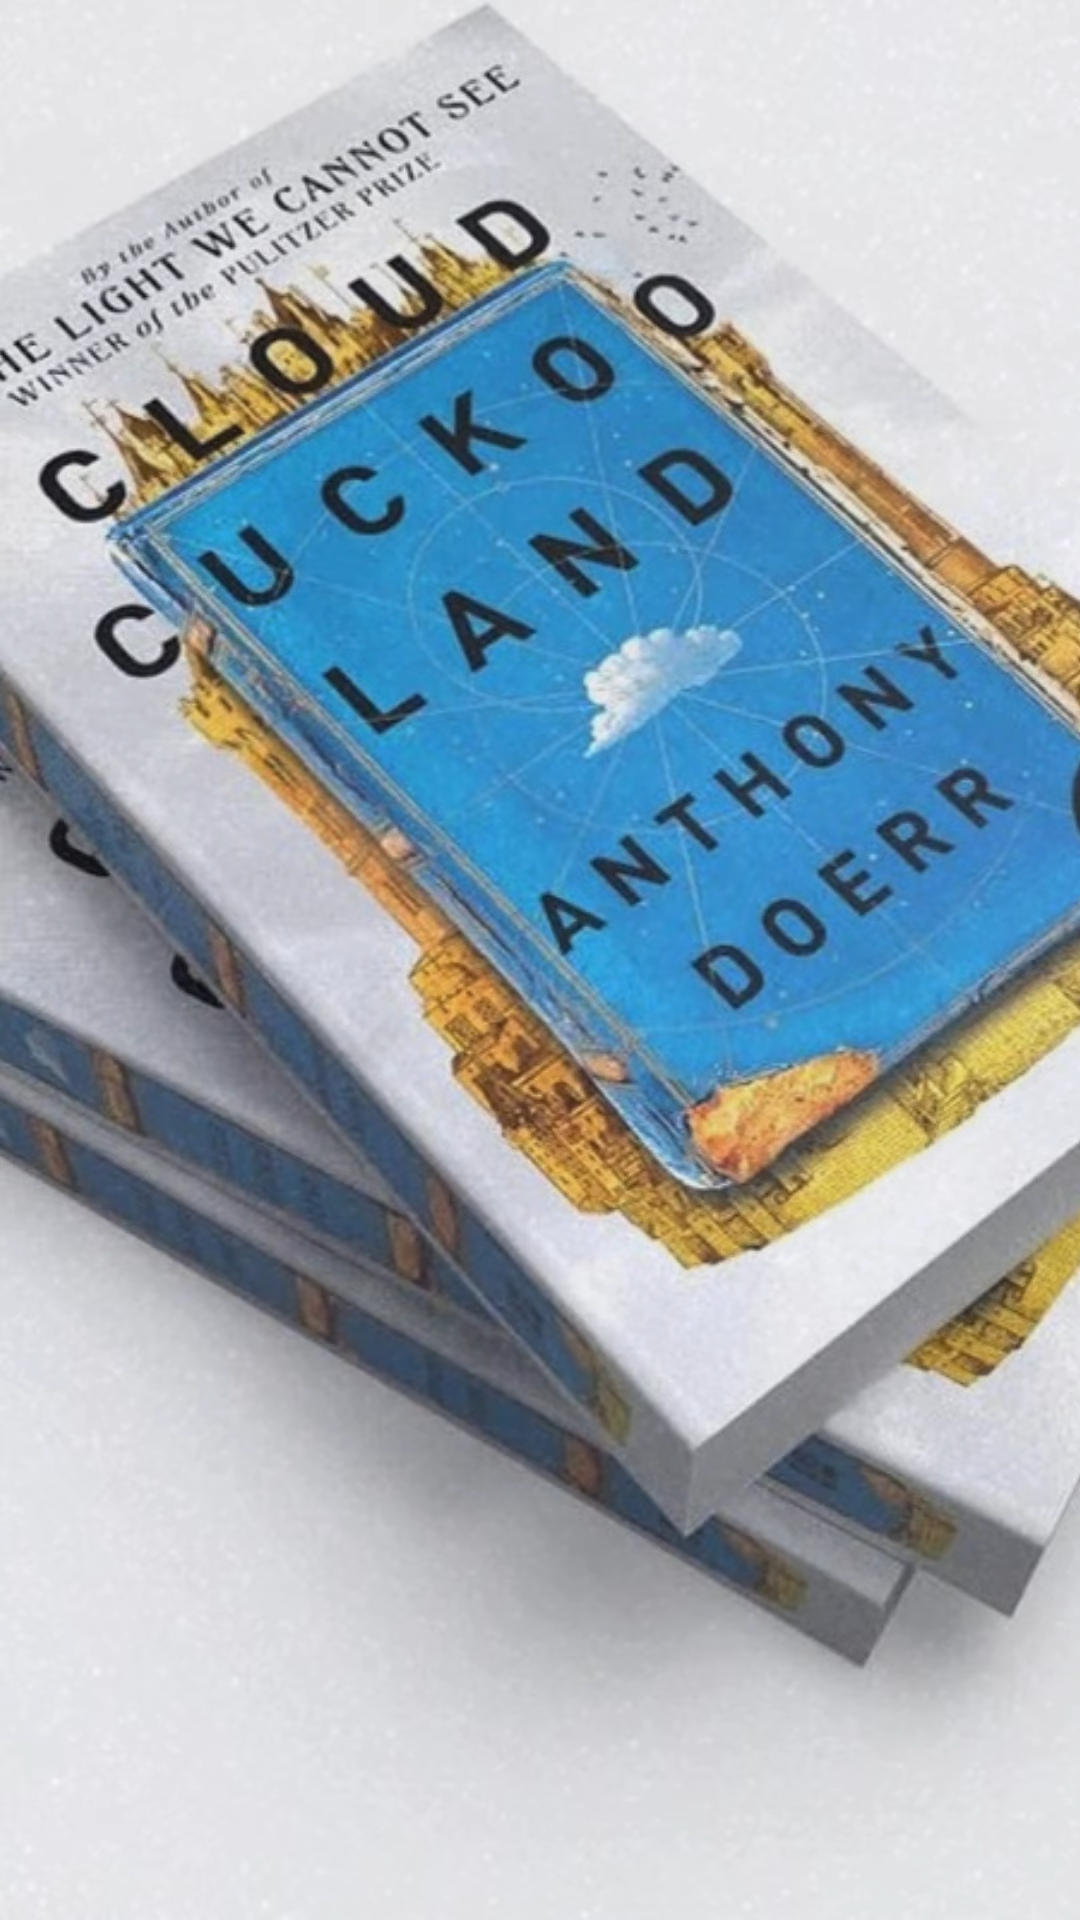 By the Author of
HE LIGHT WE CANNOT SEE
WINNER of the PULITZER PRIZE
CLOUD
CUCKOO
LAND
ANTHONY
DOERR